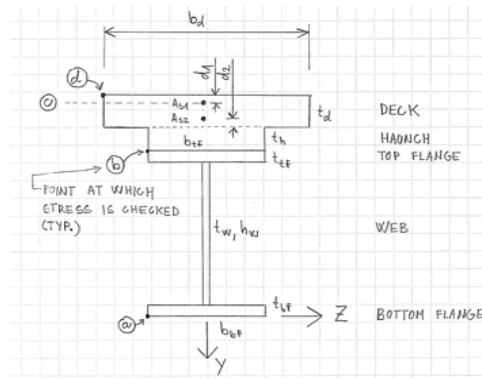 bd
d1
d2
d
c
As1
As2
td
DECK
th
HAUNCH
btf
b
ttf
TOP FLANGE
POINT AT WHICH
STRESS IS CHECKED
(TYP.)
tw, hw
WEB
tbf
Z
BOTTOM FLANGE
a
bbf
Y